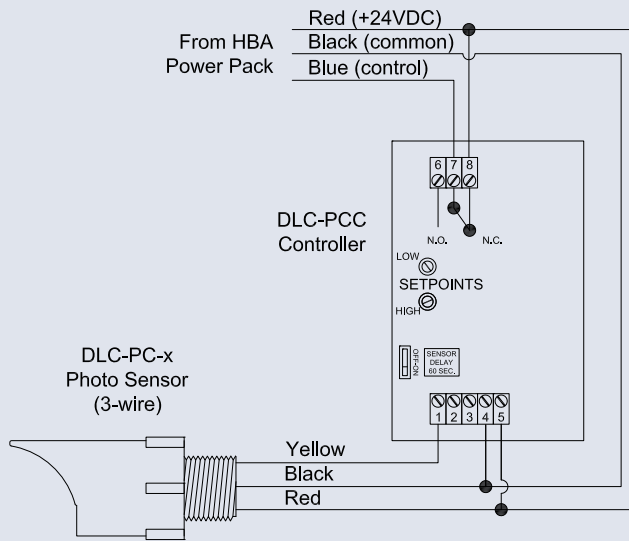 Red (+24VDC)
From HBA
Power Pack
Black (common)
Blue (control)
6 7 8
DLC-PCC
Controller
N.O.
N.C.
LOW
SETPOINTS
HIGH
OFF-ON
SENSOR
DELAY
60 SEC.
DLC-PC-x
Photo Sensor
(3-wire)
1 2 3 4 5
Yellow
Black
Red